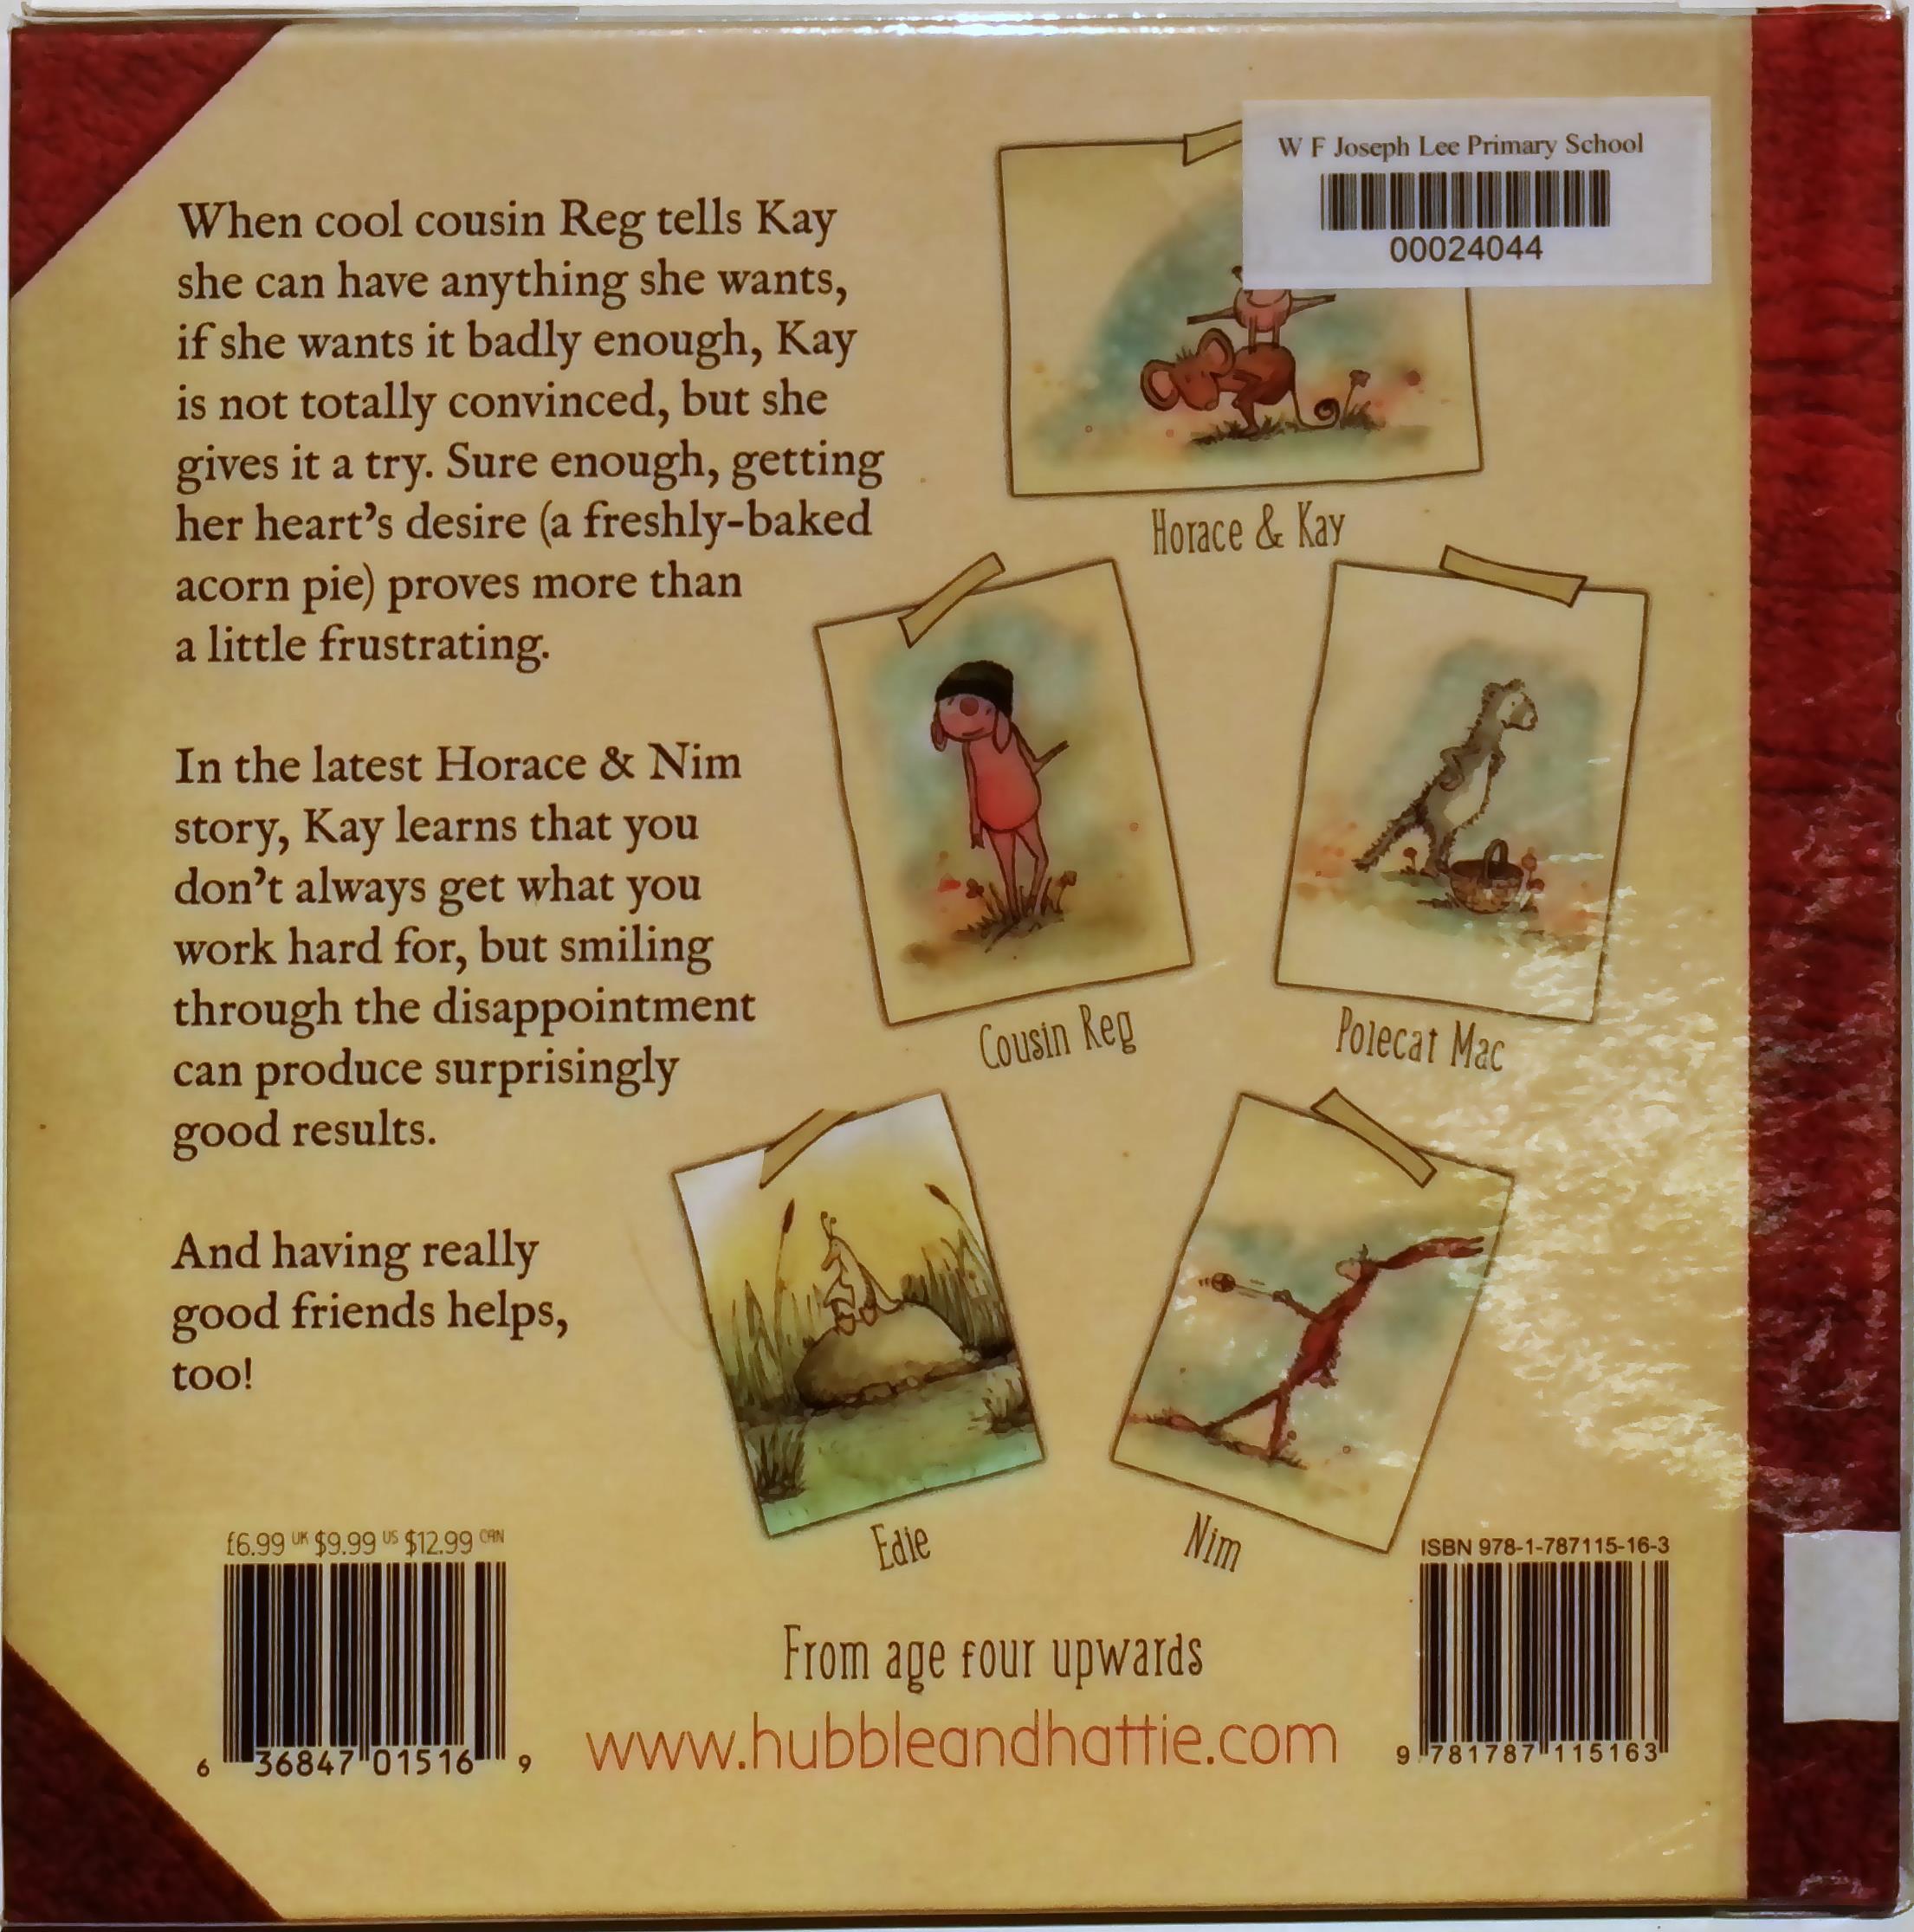 W F Joseph Lee Primary School
00024044
When cool cousin Reg tells Kay
she can have anything she wants,
if she wants it badly enough, Kay
is not totally convinced, but she
gives it a try. Sure enough, getting
her heart's desire (a freshly-baked
acorn pie) proves more than
a little frustrating.
In the latest Horace & Nim
story, Kay learns that you
don't always get what you
work hard for, but smiling
through the disappointment
can produce surprisingly
good results.
And having really
good friends helps,
too!
Horace & Kay
Cousin Reg
Polecat Mac
Edie
Nim
£6.99 UK $9.99 US $12.99 CAN
6 36847 01516 9
From age four upwards
www.hubbleandhattie.com
ISBN 978-1-787115-16-3
9 781787 115163